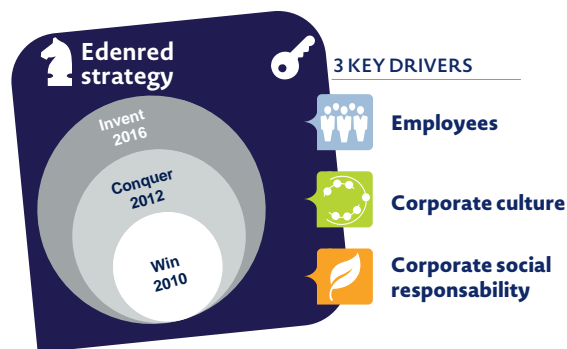 Edenred
strategy
3 KEY DRIVERS
Invent
2016
Employees
Conquer
2012
Corporate culture
Win
2010
Corporate social
responsability